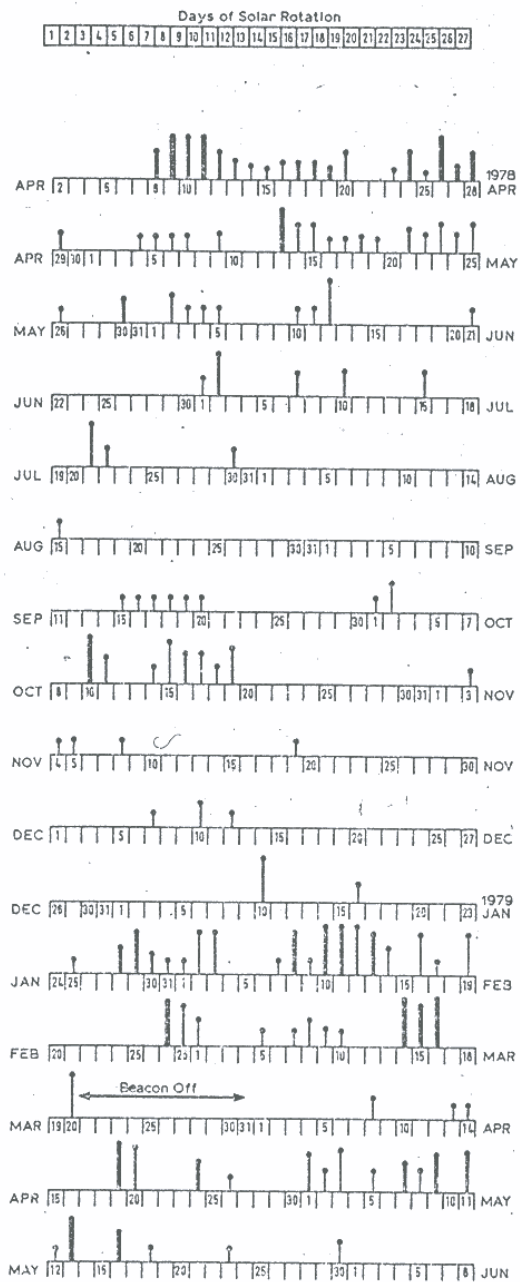 Days of Solar Rotation
1 2 3 4 5 6 7 8 9 10 11 12 13 14 15 16 17 18 19 20 21 22 23 24 25 26 27
1978
APR 2 5 8 10 15 20 25 28 APR
APR 29 30 1 5 10 15 20 25 MAY
MAY 26 30 31 1 5 10 15 20 21 JUN
JUN 22 25 30 1 5 10 15 18 JUL
JUL 19 20 25 30 31 1 5 10 14 AUG
AUG 15 20 25 30 31 1 5 10 SEP
SEP 11 15 20 25 30 1 5 7 OCT
OCT 8 10 15 20 25 30 31 1 3 NOV
NOV 4 5 10 15 20 25 30 NOV
DEC 1 5 10 15 20 25 27 DEC
1979
DEC 28 30 31 1 5 10 15 20 23 JAN
JAN 24 25 30 31 1 5 10 15 19 FEB
FEB 20 25 28 1 5 10 15 18 MAR
Beacon Off
MAR 19 20 25 30 31 1 5 10 14 APR
APR 15 20 25 30 1 5 10 11 MAY
MAY 12 15 20 25 30 1 5 JUN